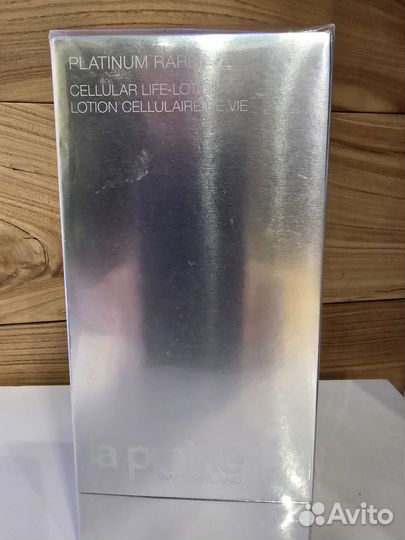 PLATINUM RARE
CELLULAR LIFE-LOTION
LOTION CELLULAIRE DE VIE
la prairie
SWITZERLAND
Avito